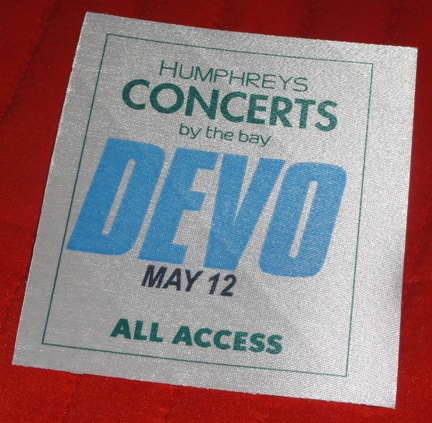 HUMPHREYS
CONCERTS
by the bay
DEVO
MAY 12
ALL ACCESS